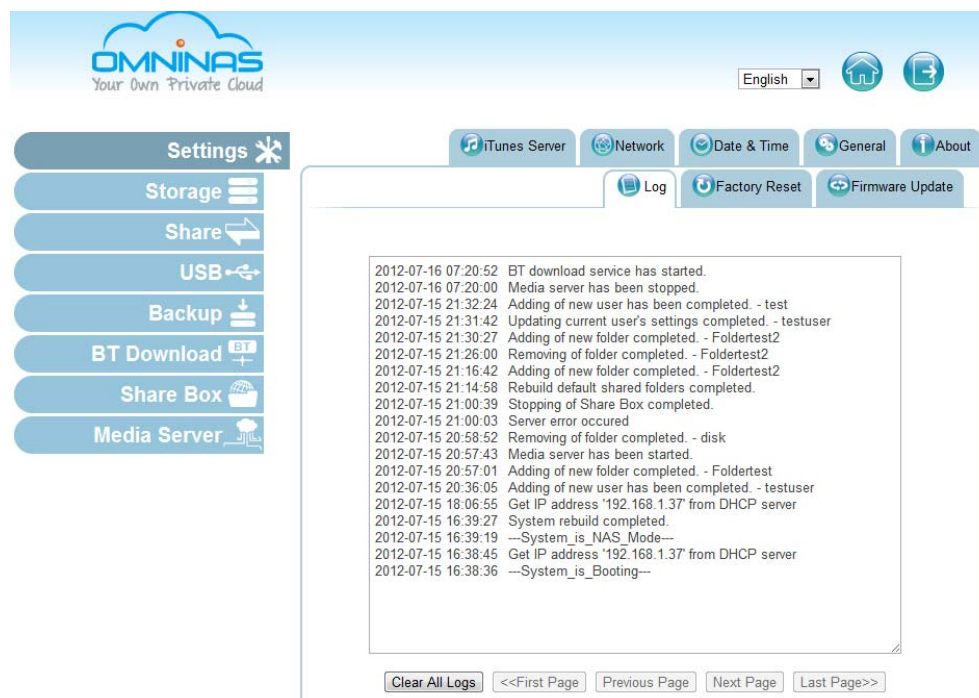 OMNINAS
Your Own Private Cloud
English
Settings
Storage
Share
USB
Backup
BT Download
BT
Share Box
Media Server
iTunes Server
Network
Date & Time
General
About
Log
Factory Reset
Firmware Update
2012-07-16 07:20:52 BT download service has started.
2012-07-16 07:20:00 Media server has been stopped.
2012-07-15 21:32:24 Adding of new user has been completed. - test
2012-07-15 21:31:42 Updating current user's settings completed. - testuser
2012-07-15 21:30:27 Adding of new folder completed. - Foldertest2
2012-07-15 21:26:00 Removing of folder completed. - Foldertest2
2012-07-15 21:16:42 Adding of new folder completed. - Foldertest2
2012-07-15 21:14:58 Rebuild default shared folders completed.
2012-07-15 21:00:39 Stopping of Share Box completed.
2012-07-15 21:00:03 Server error occured
2012-07-15 20:58:52 Removing of folder completed. - disk
2012-07-15 20:57:43 Media server has been started.
2012-07-15 20:57:01 Adding of new folder completed. - Foldertest
2012-07-15 20:36:05 Adding of new user has been completed. - testuser
2012-07-15 18:06:55 Get IP address '192.168.1.37' from DHCP server
2012-07-15 16:39:27 System rebuild completed.
2012-07-15 16:39:19 ---System_is_NAS_Mode---
2012-07-15 16:38:45 Get IP address '192.168.1.37' from DHCP server
2012-07-15 16:38:36 ---System_is_Booting---
Clear All Logs
<<First Page
Previous Page
Next Page
Last Page>>